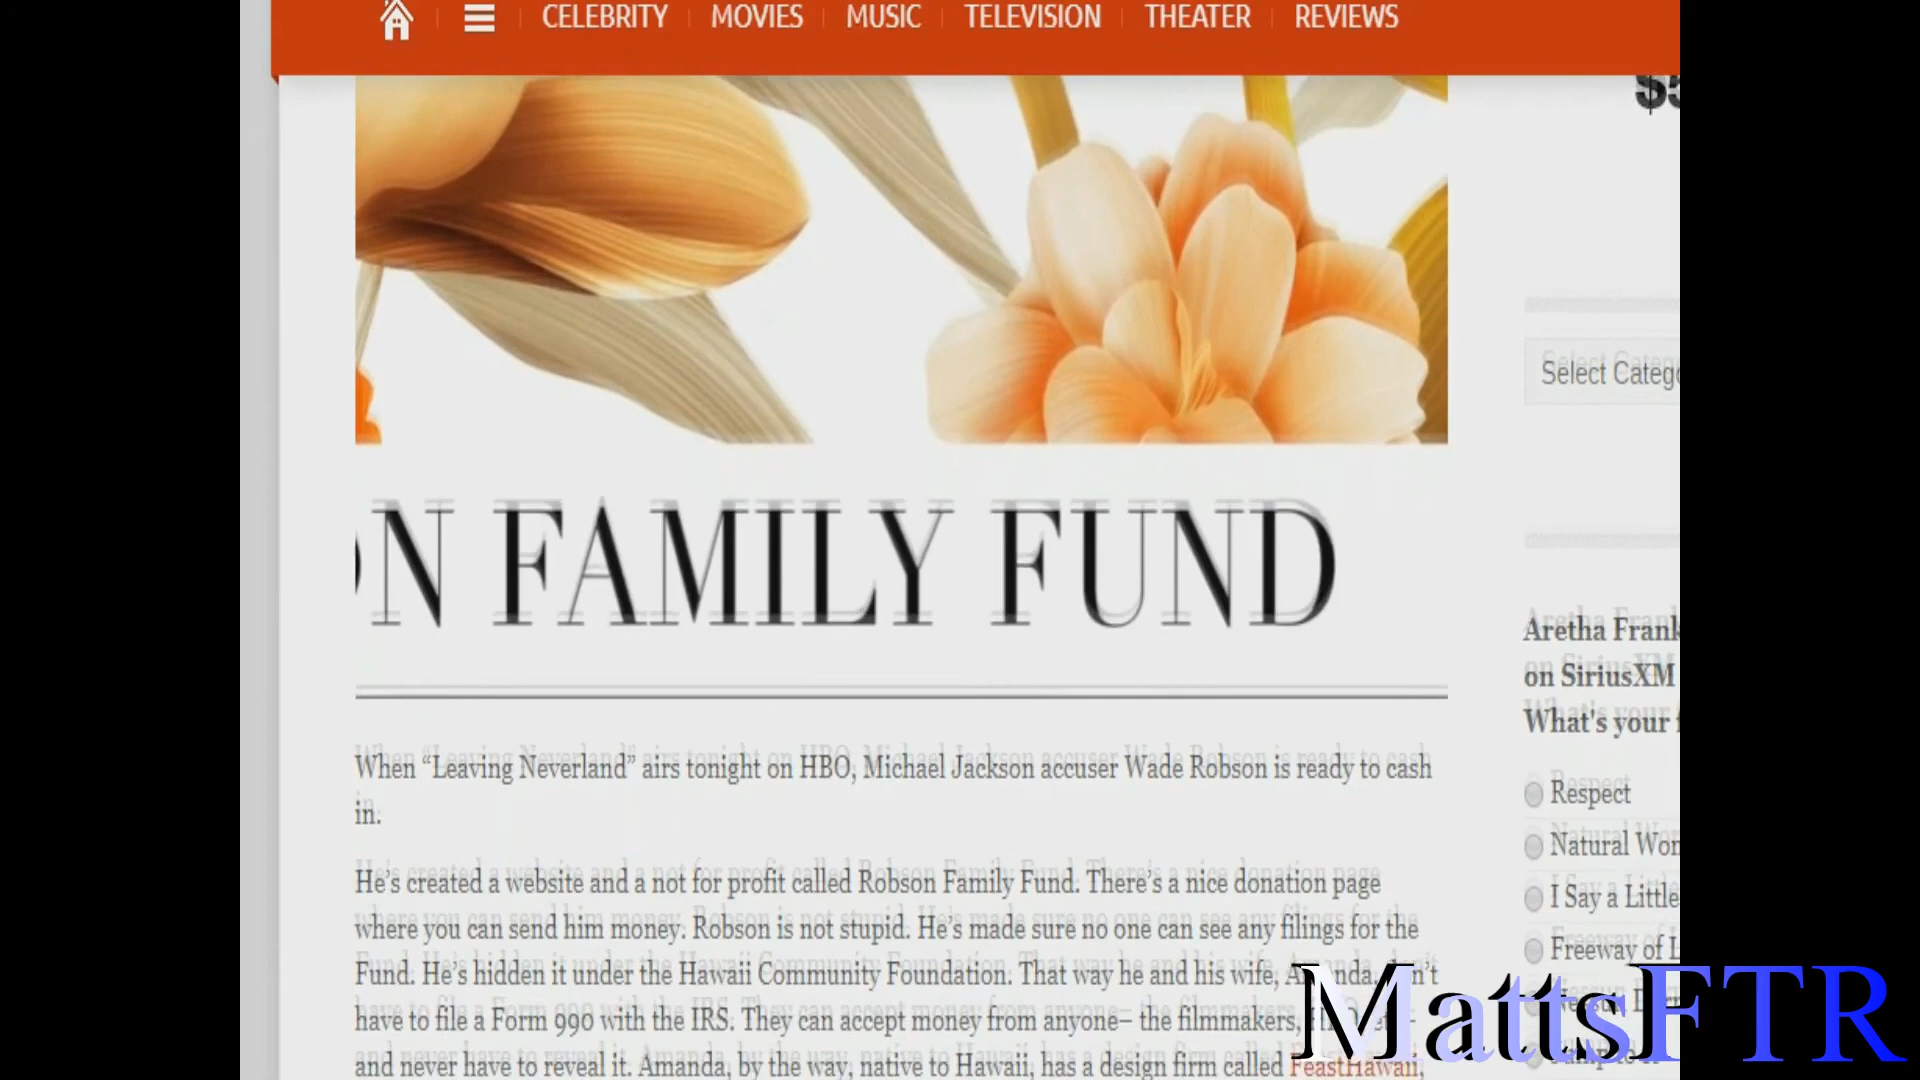 CELEBRITY MOVIES MUSIC TELEVISION THEATER REVIEWS
$5
Select Catego
N FAMILY FUND
When “Leaving Neverland” airs tonight on HBO, Michael Jackson accuser Wade Robson is ready to cash
in.
He’s created a website and a not for profit called Robson Family Fund. There’s a nice donation page
where you can send him money. Robson is not stupid. He’s made sure no one can see any filings for the
Fund. He’s hidden it under the Hawaii Community Foundation. That way he and his wife, Amanda, don’t
have to file a Form 990 with the IRS. They can accept money from anyone– the filmmakers,
and never have to reveal it. Amanda, by the way, native to Hawaii, has a design firm called FeastHawaii,
Aretha Frank
on SiriusXM
What's your f
Respect
Natural Wo
I Say a Little
Freeway of L
MattsFTR